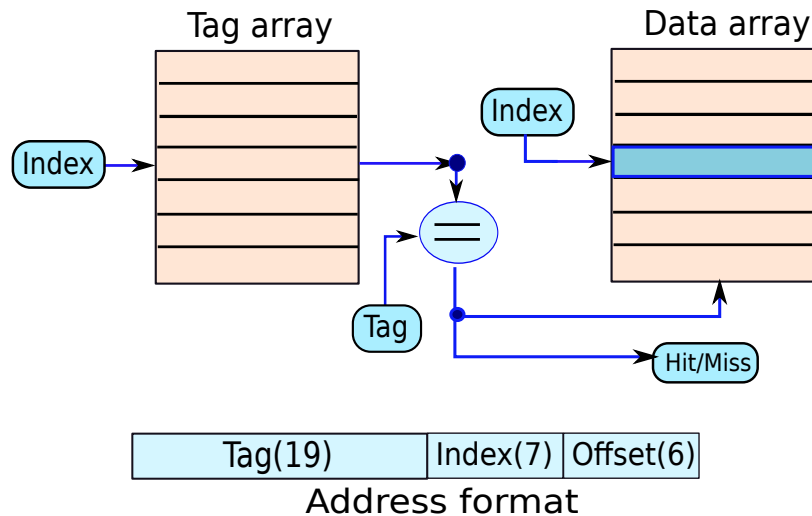 Tag array
Data array
Index
Index
Tag
Hit/Miss
Tag(19) Index(7) Offset(6)
Address format